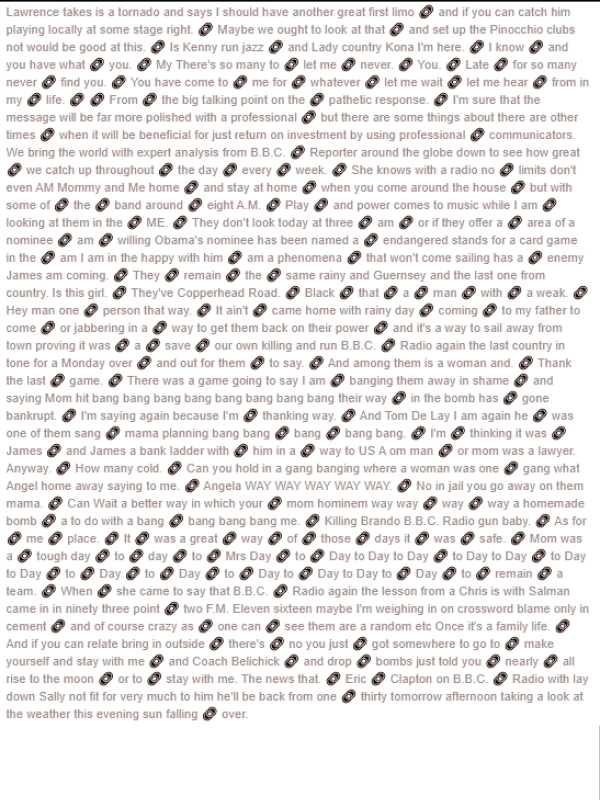 Lawrence takes is a tornado and says I should have another great first limo and if you can catch him
playing locally at some stage right. Maybe we ought to look at that and set up the Pinocchio clubs
not would be good at this. Is Kenny run jazz and Lady country Kona I'm here. I know and
you have what you. My There's so many to let me never. You. Late for so many
never find you. You have come to me for whatever let me wait let me hear from in
my life. From the big talking point on the pathetic response. I'm sure that the
message will be far more polished with a professional but there are some things about there are other
times when it will be beneficial for just return on investment by using professional communicators.
We bring the world with expert analysis from B.B.C. Reporter around the globe down to see how great
we catch up throughout the day every week. She knows with a radio no limits don't
even AM Mommy and Me home and stay at home when you come around the house but with
some of the band around eight A.M. Play and power comes to music while I am
looking at them in the ME. They don't look today at three am or if they offer a area of a
nominee am willing Obama's nominee has been named a endangered stands for a card game
in the am I am in the happy with him am a phenomena that won't come sailing has a enemy
James am coming. They remain the same rainy and Guernsey and the last one from
country. Is this girl. They've Copperhead Road. Black that a man with a weak.
Hey man one person that way. It ain't came home with rainy day coming to my father to
come or jabbering in a way to get them back on their power and it's a way to sail away from
town proving it was a save our own killing and run B.B.C. Radio again the last country in
tone for a Monday over and out for them to say. And among them is a woman and. Thank
the last game. There was a game going to say I am banging them away in shame and
saying Mom hit bang bang bang bang bang bang bang bang their way in the bomb has gone
bankrupt. I'm saying again because I'm thanking way. And Tom De Lay I am again he was
one of them sang mama planning bang bang bang bang bang. I'm thinking it was
James and James a bank ladder with him in a way to US A om man or mom was a lawyer.
Anyway. How many cold. Can you hold in a gang banging where a woman was one gang what
Angel home away saying to me. Angela WAY WAY WAY WAY WAY. No in jail you go away on them
mama. Can Wait a better way in which your mom hominem way way way way a homemade
bomb a to do with a bang bang bang bang me. Killing Brando B.B.C. Radio gun baby. As for
me place. It was a great way of those days it was safe. Mom was
a tough day to day to Mrs Day to Day to Day to Day to Day to Day to Day
to Day to Day to Day to Day to Day to Day to Day to remain a
team. When she came to say that B.B.C. Radio again the lesson from a Chris is with Salman
came in in ninety three point two F.M. Eleven sixteen maybe I'm weighing in on crossword blame only in
cement and of course crazy as one can see them are a random etc Once it's a family life.
And if you can relate bring in outside there's no you just got somewhere to go to make
yourself and stay with me and Coach Belichick and drop bombs just told you nearly all
rise to the moon or to stay with me. The news that. Eric Clapton on B.B.C. Radio with lay
down Sally not fit for very much to him he'll be back from one thirty tomorrow afternoon taking a look at
the weather this evening sun falling over.